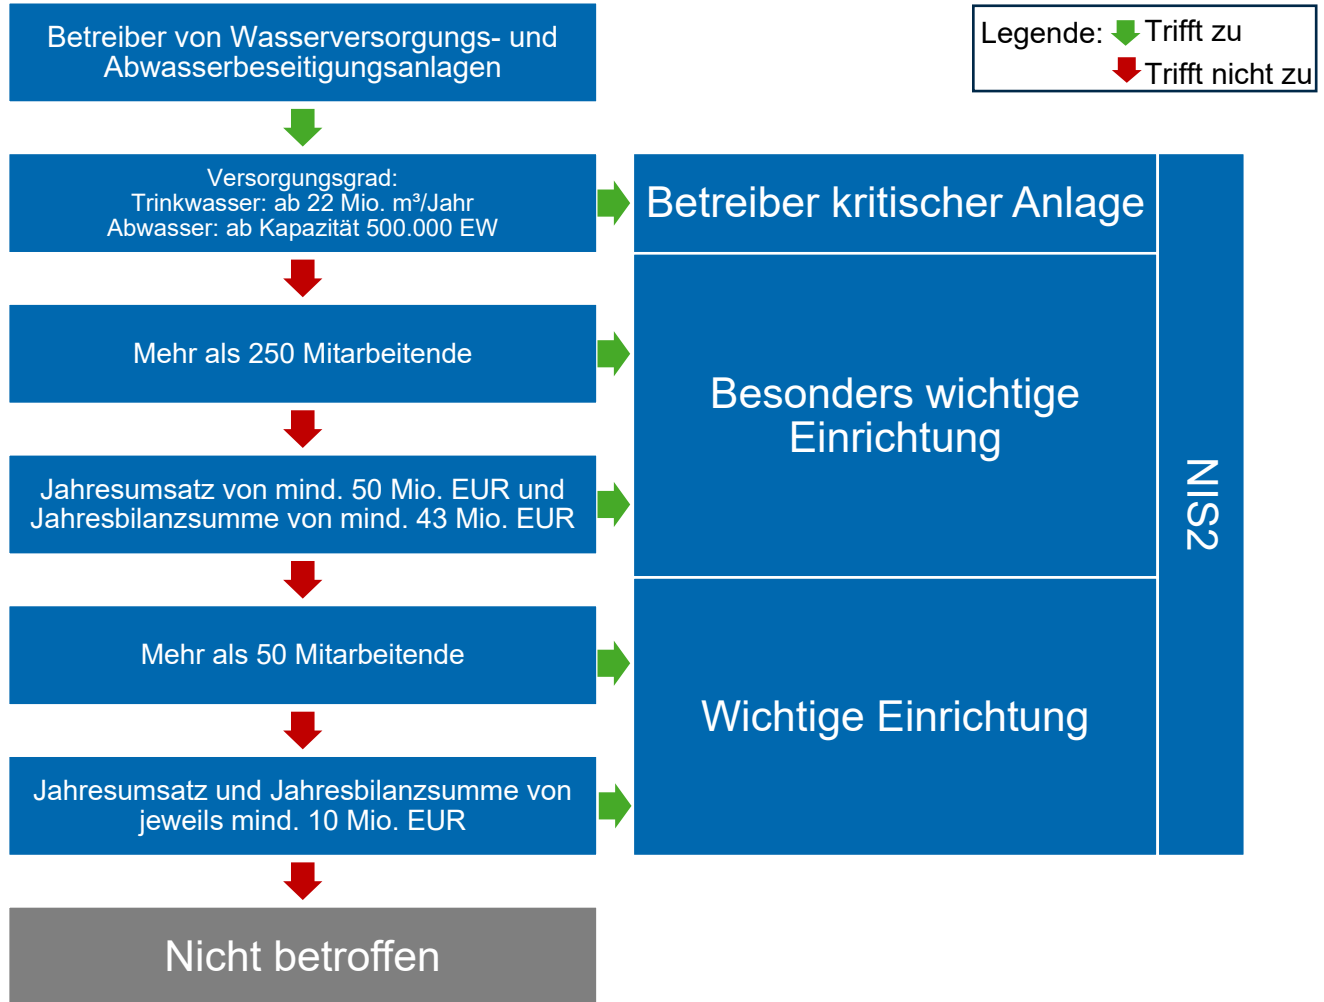 Betreiber von Wasserversorgungs- und
Abwasserbeseitigungsanlagen
Legende: Trifft zu
Trifft nicht zu
Versorgungsgrad:
Trinkwasser: ab 22 Mio. m³/Jahr
Abwasser: ab Kapazität 500.000 EW
Betreiber kritischer Anlage
Mehr als 250 Mitarbeitende
Besonders wichtige
Einrichtung
Jahresumsatz von mind. 50 Mio. EUR und
Jahresbilanzsumme von mind. 43 Mio. EUR
NIS2
Mehr als 50 Mitarbeitende
Wichtige Einrichtung
Jahresumsatz und Jahresbilanzsumme von
jeweils mind. 10 Mio. EUR
Nicht betroffen